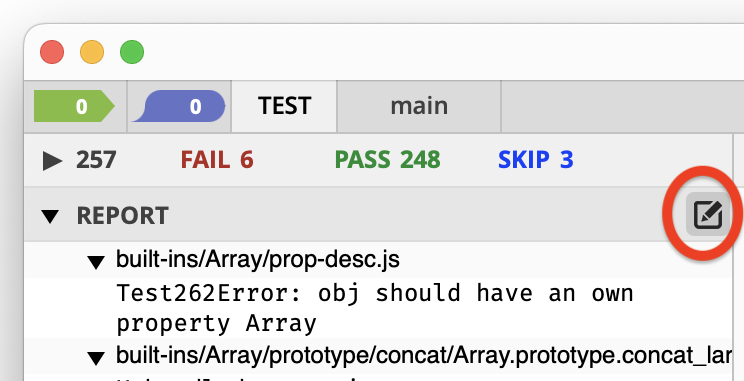 0 0 TEST main
257 FAIL 6 PASS 248 SKIP 3
REPORT
built-ins/Array/prop-desc.js
Test262Error: obj should have an own
property Array
built-ins/Array/prototype/concat/Array.prototype.concat_lar